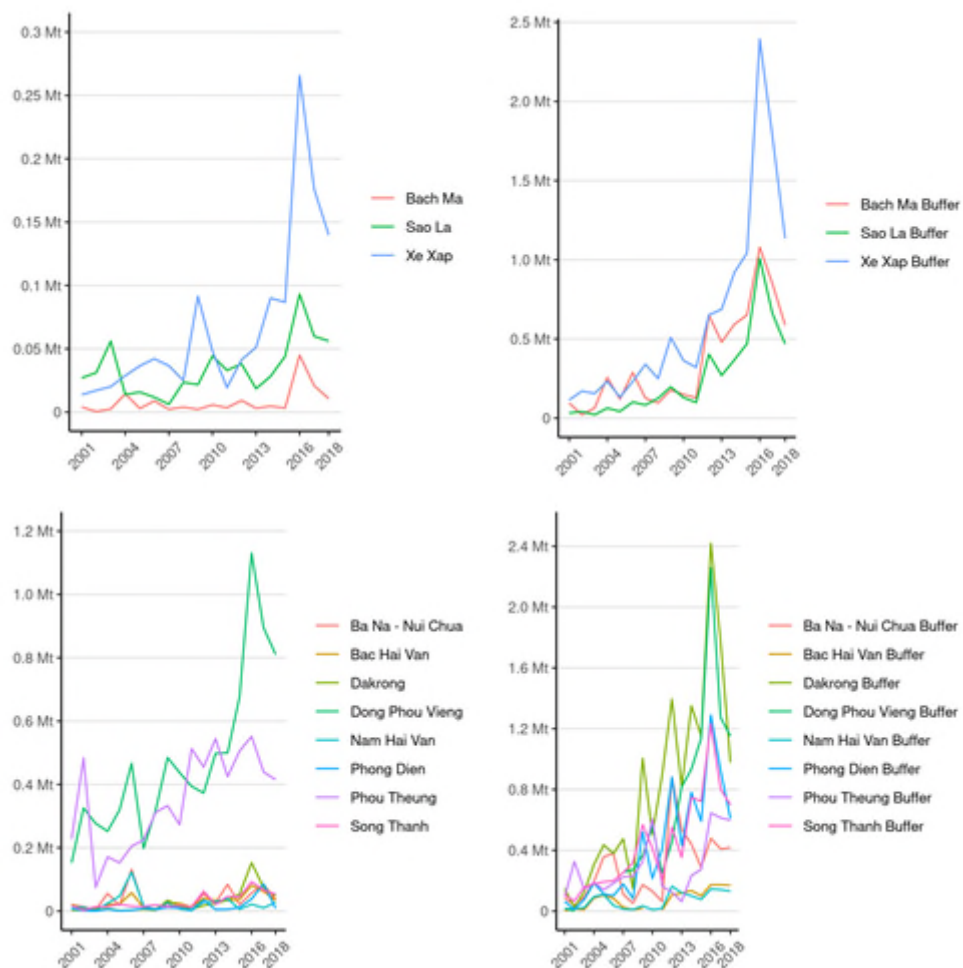 0.3 Mt
0.25 Mt
0.2 Mt
0.15 Mt
0.1 Mt
0.05 Mt
0
2001
2004
2007
2010
2013
2016
2018
Bach Ma
Sao La
Xe Xap
2.5 Mt
2.0 Mt
1.5 Mt
1.0 Mt
0.5 Mt
0
2001
2004
2007
2010
2013
2016
2018
Bach Ma Buffer
Sao La Buffer
Xe Xap Buffer
1.2 Mt
1.0 Mt
0.8 Mt
0.6 Mt
0.4 Mt
0.2 Mt
0
2001
2004
2007
2010
2013
2016
2018
Ba Na - Nui Chua
Bac Hai Van
Dakrong
Dong Phou Vieng
Nam Hai Van
Phong Dien
Phou Theung
Song Thanh
2.4 Mt
2.0 Mt
1.6 Mt
1.2 Mt
0.8 Mt
0.4 Mt
0
2001
2004
2007
2010
2013
2016
2018
Ba Na - Nui Chua Buffer
Bac Hai Van Buffer
Dakrong Buffer
Dong Phou Vieng Buffer
Nam Hai Van Buffer
Phong Dien Buffer
Phou Theung Buffer
Song Thanh Buffer